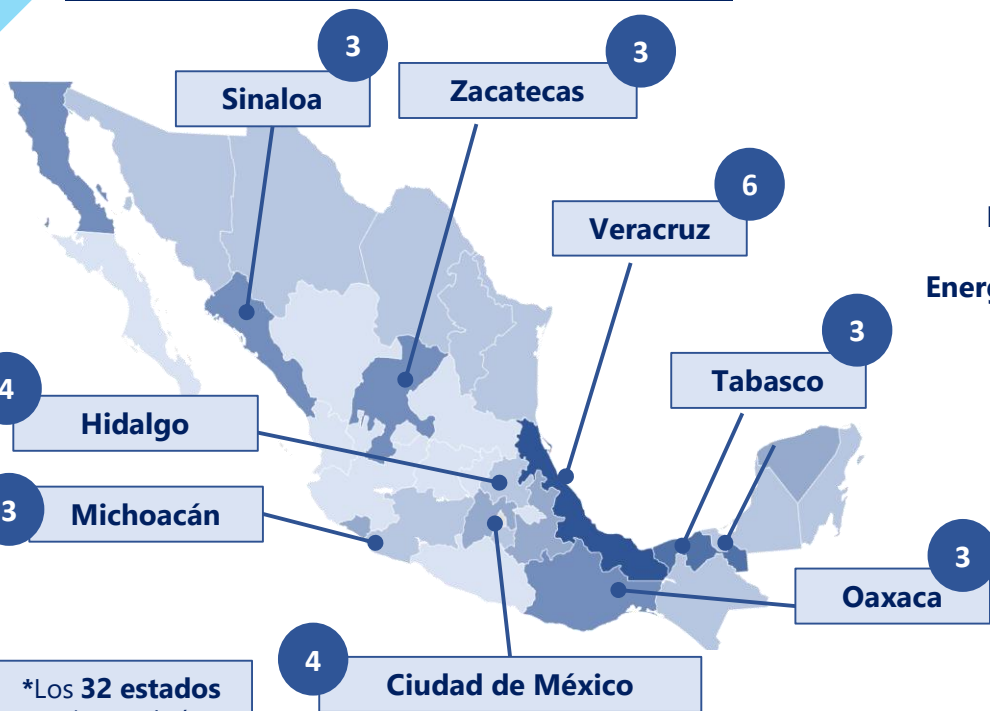 3
Sinaloa
3
Zacatecas
6
Veracruz
3
Tabasco
4
Hidalgo
3
Michoacán
3
Oaxaca
4
Ciudad de México
*Los 32 estados